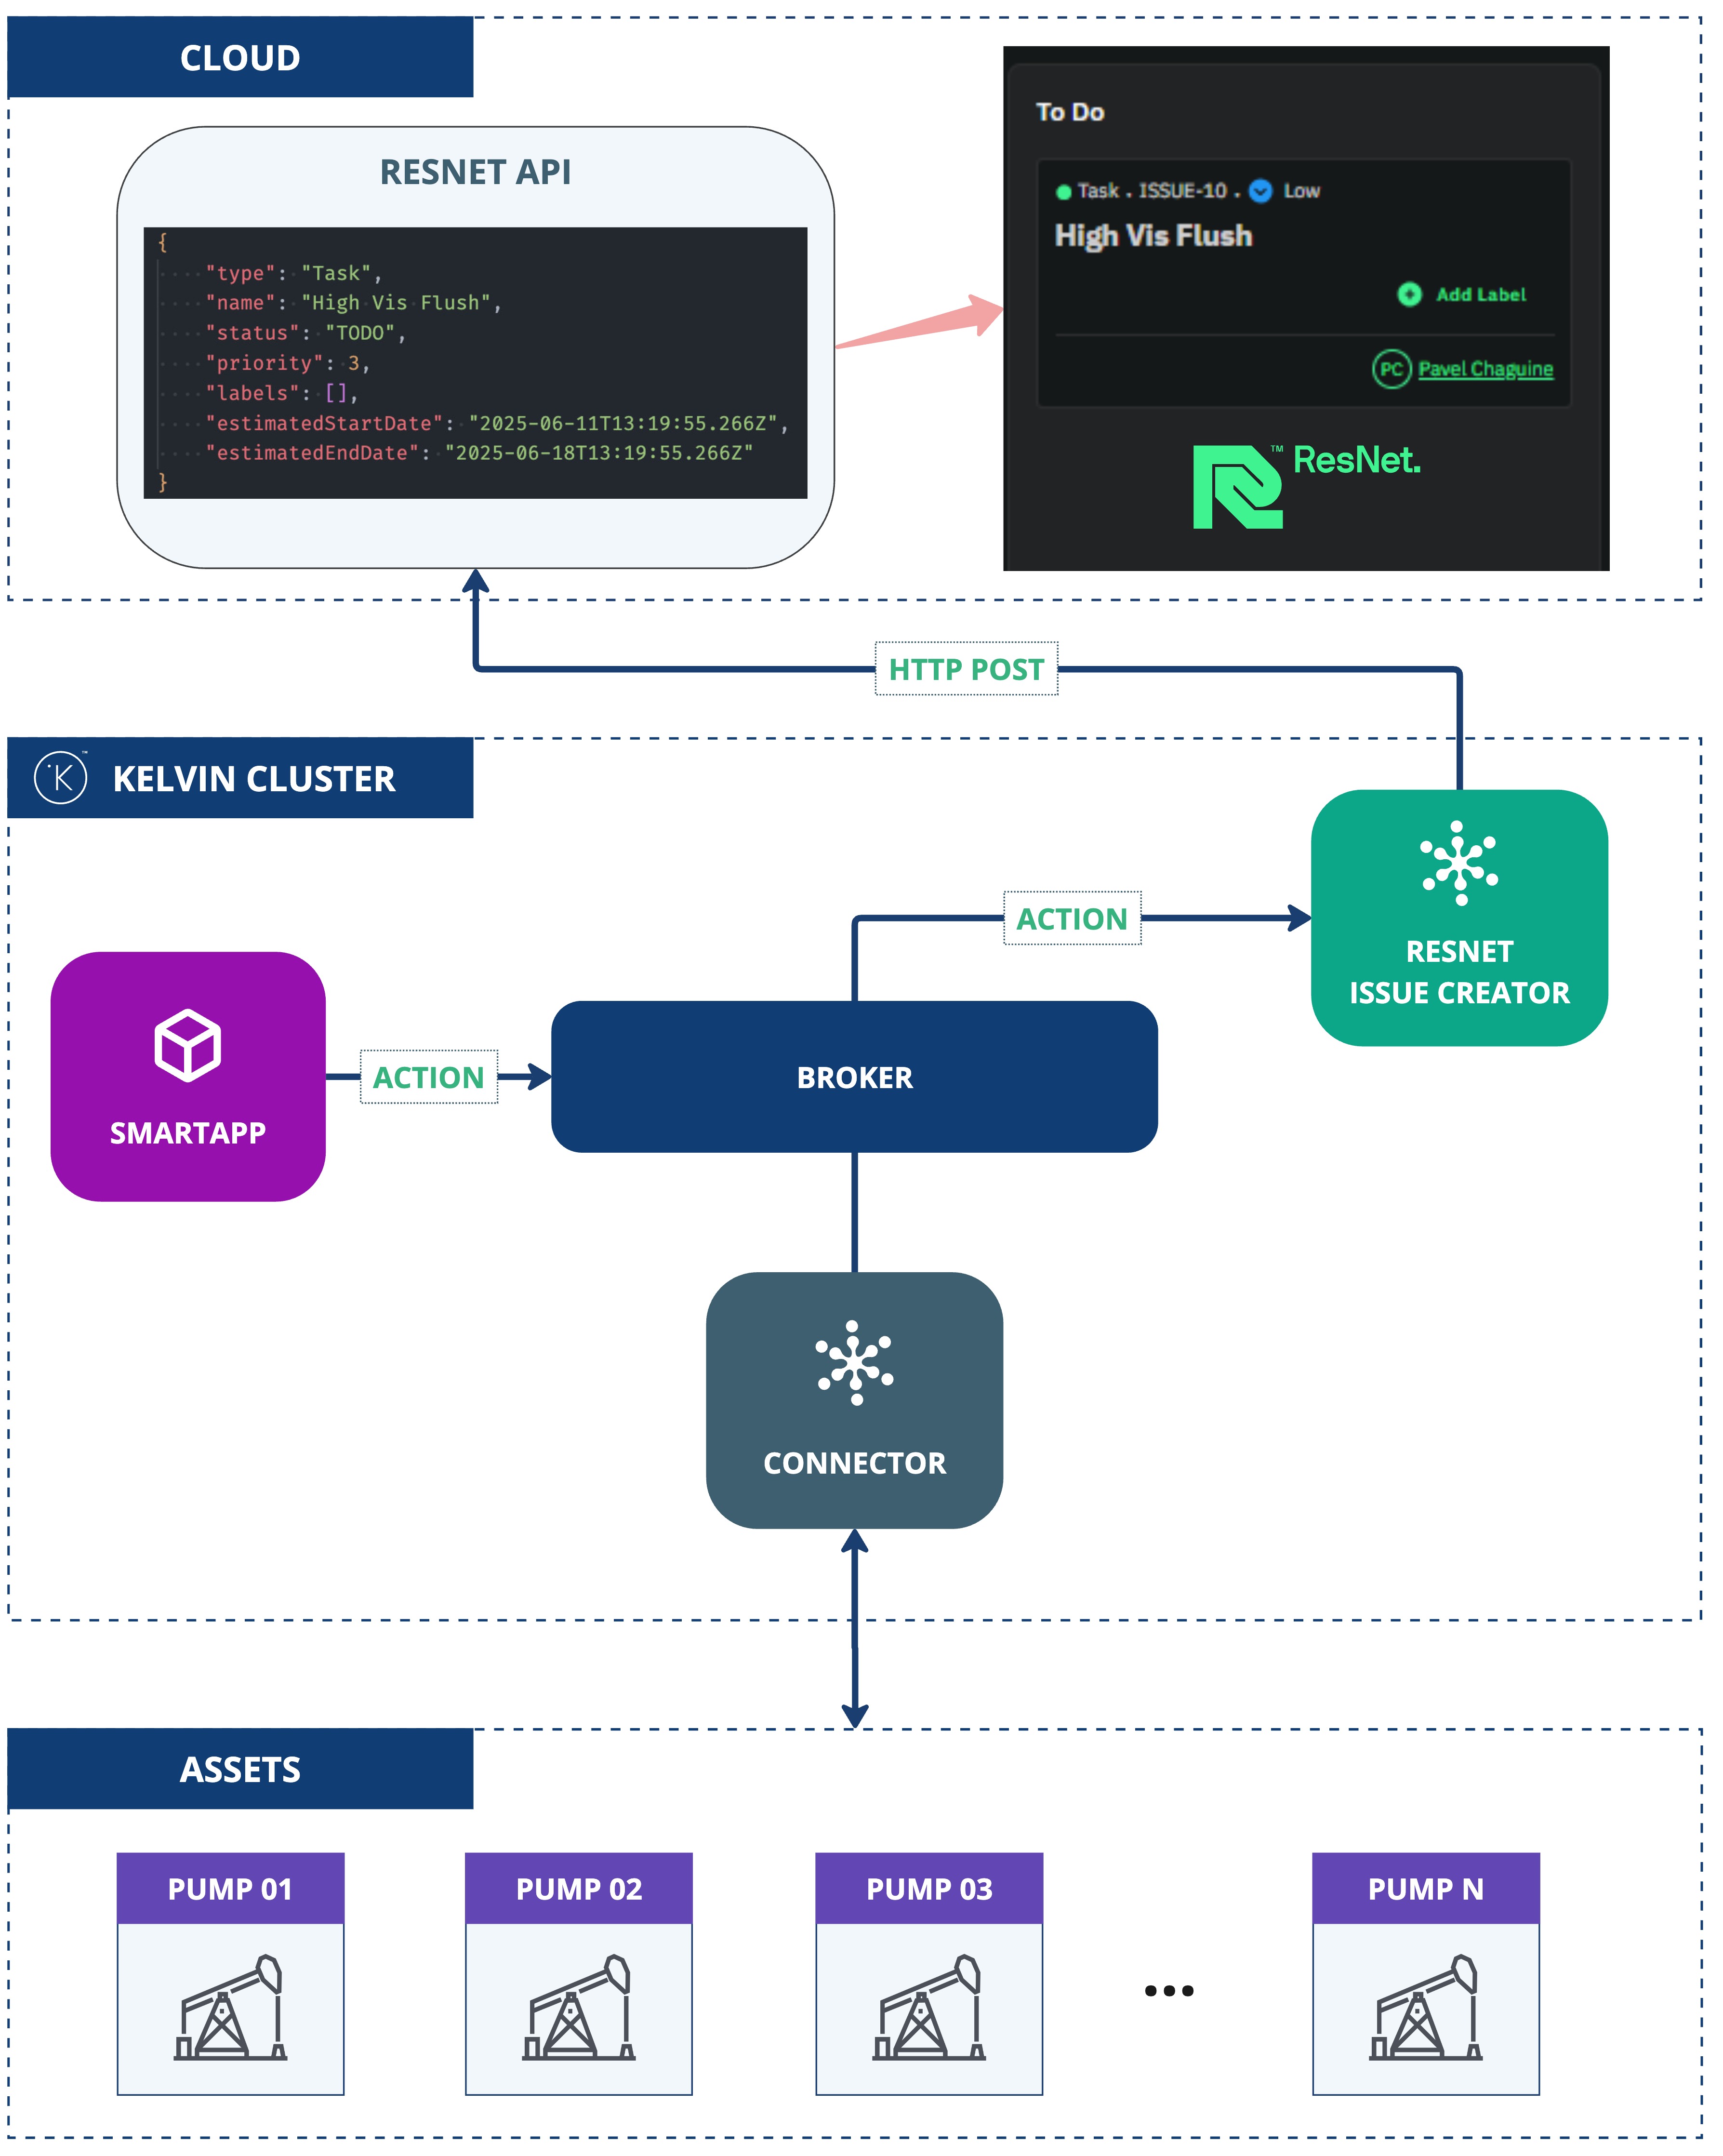 CLOUD
RESNET API
{
"type": "Task",
"name": "High Vis Flush",
"status": "TODO",
"priority": 3,
"labels": [],
"estimatedStartDate": "2025-06-11T13:19:55.266Z",
"estimatedEndDate": "2025-06-18T13:19:55.266Z"
}
To Do
Task . ISSUE-10 . Low
High Vis Flush
Add Label
PC Pavel Chaguine
™ ResNet.
HTTP POST
K ™ KELVIN CLUSTER
RESNET
ISSUE CREATOR
ACTION
SMARTAPP
ACTION
BROKER
CONNECTOR
ASSETS
PUMP 01
PUMP 02
PUMP 03
...
PUMP N